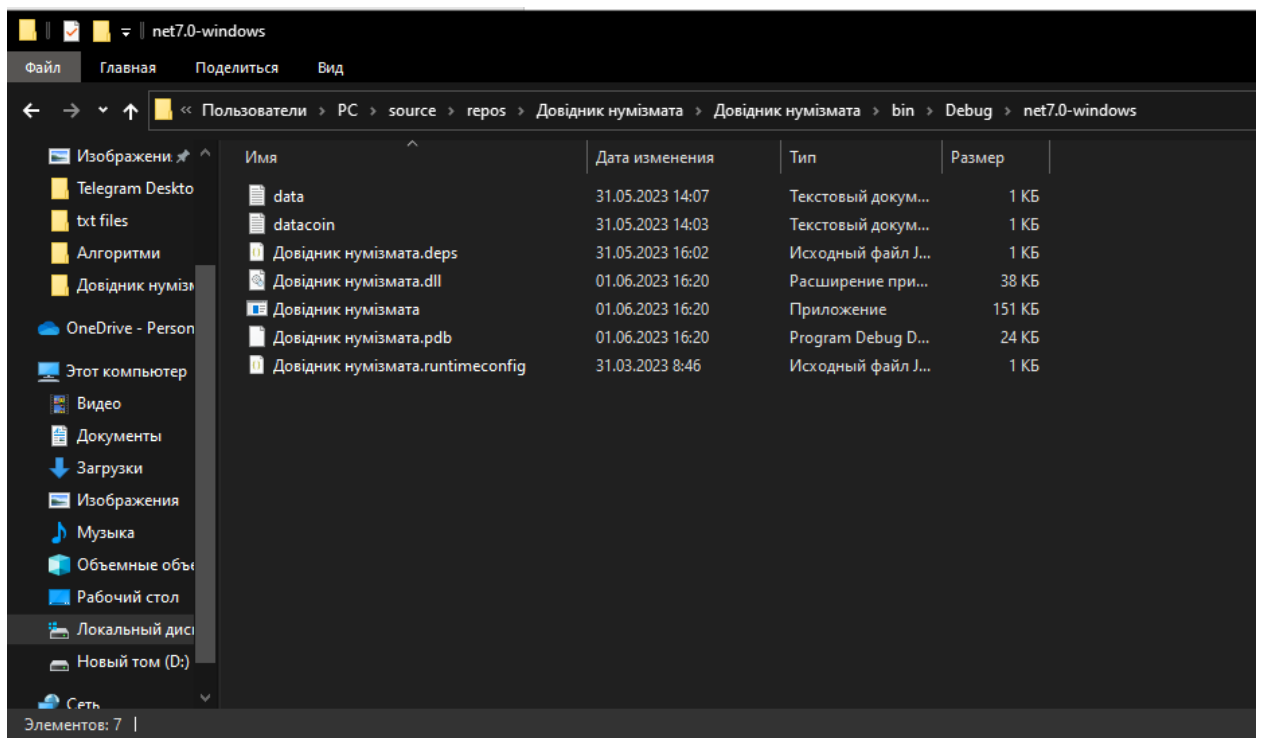 net7.0-windows
Файл Главная Поделиться Вид
« Пользователи › PC › source › repos › Довідник нумізмата › Довідник нумізмата › bin › Debug › net7.0-windows
Изображени
Telegram Deskto
txt files
Алгоритми
Довідник нумізм
OneDrive - Person
Этот компьютер
Видео
Документы
Загрузки
Изображения
Музыка
Объемные объе
Рабочий стол
Локальный дис
Новый том (D:)
Сеть
Имя Дата изменения Тип Размер
data 31.05.2023 14:07 Текстовый докум... 1 КБ
datacoin 31.05.2023 14:03 Текстовый докум... 1 КБ
Довідник нумізмата.deps 31.05.2023 16:02 Исходный файл J... 1 КБ
Довідник нумізмата.dll 01.06.2023 16:20 Расширение при... 38 КБ
Довідник нумізмата 01.06.2023 16:20 Приложение 151 КБ
Довідник нумізмата.pdb 01.06.2023 16:20 Program Debug D... 24 КБ
Довідник нумізмата.runtimeconfig 31.03.2023 8:46 Исходный файл J... 1 КБ
Элементов: 7